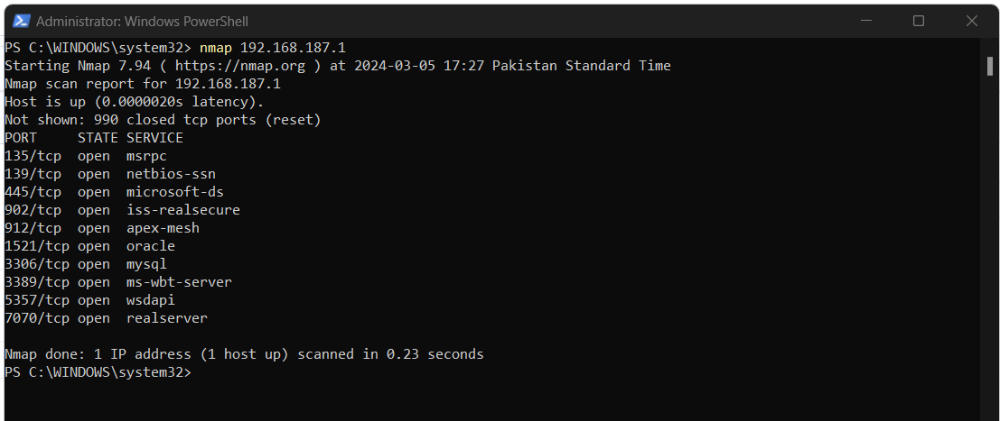 Administrator: Windows PowerShell
PS C:\WINDOWS\system32> nmap 192.168.187.1
Starting Nmap 7.94 ( https://nmap.org ) at 2024-03-05 17:27 Pakistan Standard Time
Nmap scan report for 192.168.187.1
Host is up (0.0000020s latency).
Not shown: 990 closed tcp ports (reset)
PORT     STATE SERVICE
135/tcp  open  msrpc
139/tcp  open  netbios-ssn
445/tcp  open  microsoft-ds
902/tcp  open  iss-realsecure
912/tcp  open  apex-mesh
1521/tcp open  oracle
3306/tcp open  mysql
3389/tcp open  ms-wbt-server
5357/tcp open  wsdapi
7070/tcp open  realserver
Nmap done: 1 IP address (1 host up) scanned in 0.23 seconds
PS C:\WINDOWS\system32>